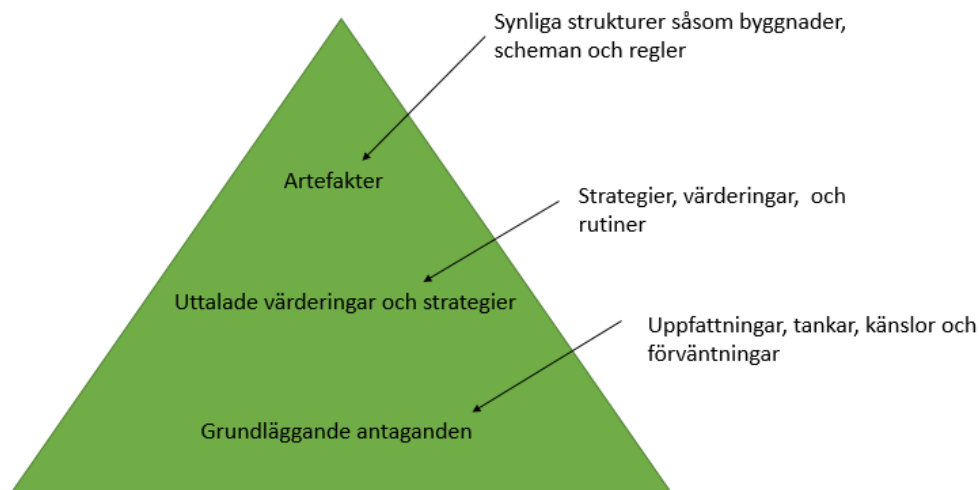 Synliga strukturer såsom byggnader,
scheman och regler
Artefakter
Strategier, värderingar, och
rutiner
Uttalade värderingar och strategier
Uppfattningar, tankar, känslor och
förväntningar
Grundläggande antaganden